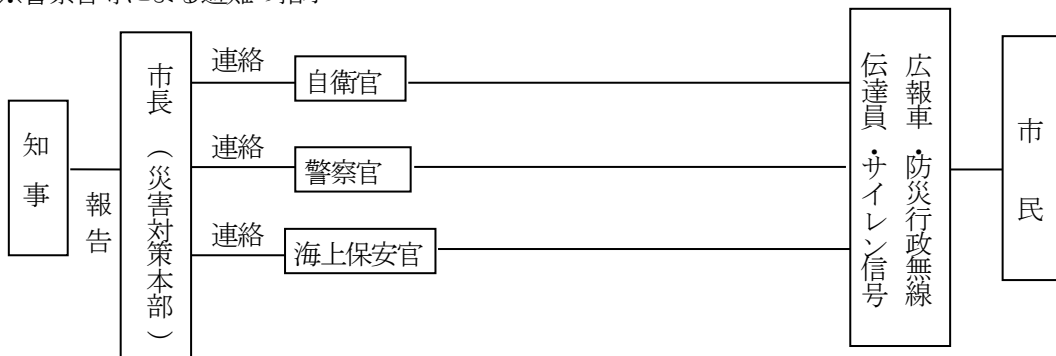 知事
報告
市長（災害対策本部）
連絡
自衛官
連絡
警察官
連絡
海上保安官
広報車・防災行政無線
伝達員・サイレン信号
市民